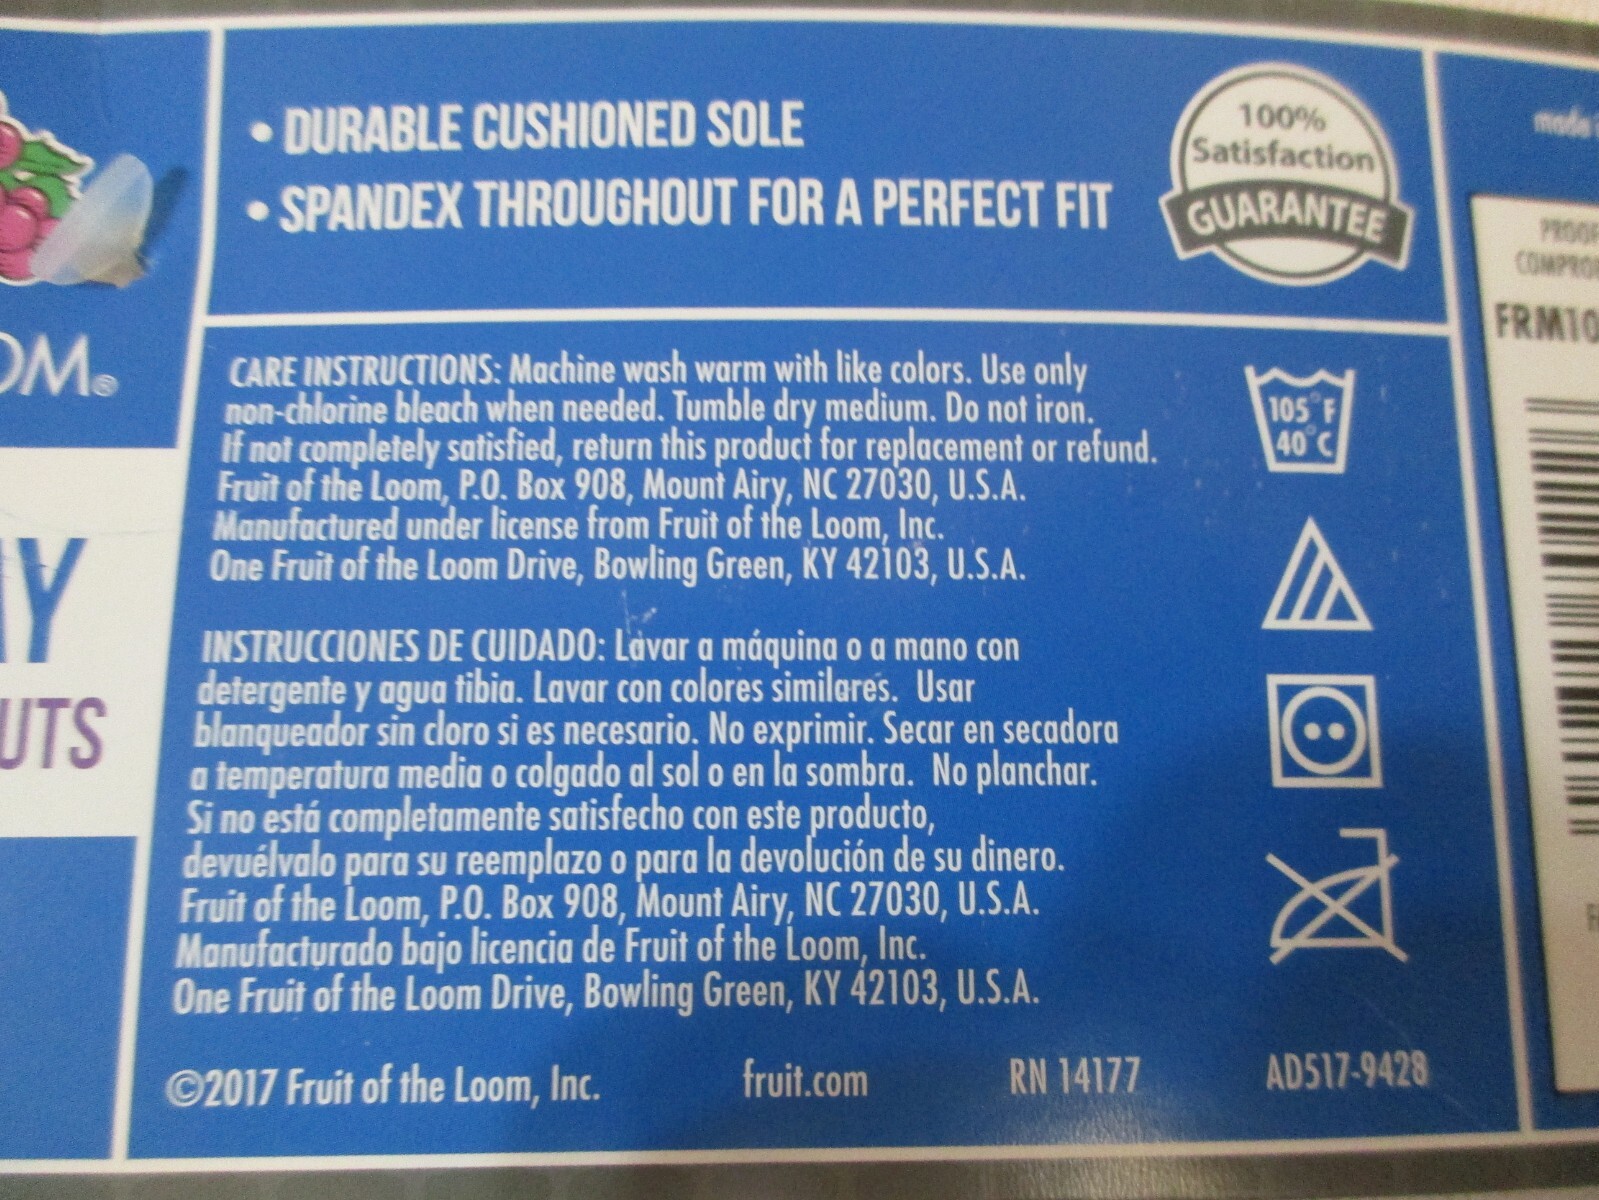 • DURABLE CUSHIONED SOLE
• SPANDEX THROUGHOUT FOR A PERFECT FIT
100%
Satisfaction
GUARANTEE
OM®
AY
UTS
CARE INSTRUCTIONS: Machine wash warm with like colors. Use only
non-chlorine bleach when needed. Tumble dry medium. Do not iron.
If not completely satisfied, return this product for replacement or refund.
Fruit of the Loom, P.O. Box 908, Mount Airy, NC 27030, U.S.A.
Manufactured under license from Fruit of the Loom, Inc.
One Fruit of the Loom Drive, Bowling Green, KY 42103, U.S.A.
105°F
40°C
INSTRUCCIONES DE CUIDADO: Lavar a máquina o a mano con
detergente y agua tibia. Lavar con colores similares. Usar
blanqueador sin cloro si es necesario. No exprimir. Secar en secadora
a temperatura media o colgado al sol o en la sombra. No planchar.
Si no está completamente satisfecho con este producto,
devuélvalo para su reemplazo o para la devolución de su dinero.
Fruit of the Loom, P.O. Box 908, Mount Airy, NC 27030, U.S.A.
Manufacturado bajo licencia de Fruit of the Loom, Inc.
One Fruit of the Loom Drive, Bowling Green, KY 42103, U.S.A.
©2017 Fruit of the Loom, Inc. fruit.com RN 14177 AD517-9428
made
PROOF
COMPRO
FRM10